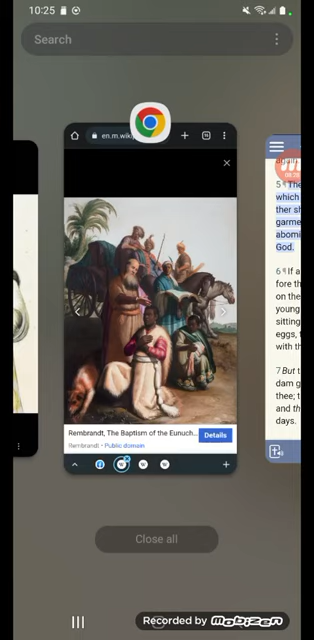 10:25
Search
en.m.wiki
again
5 ¶ The
which
ther sh
garme
abomi
God.
6 ¶ If a
fore th
on the
young
sitting
eggs,
with th
7 But t
dam g
thee; t
and th
days.
Rembrandt, The Baptism of the Eunuch...
Rembrandt • Public domain
Details
Close all
Recorded by Mobizen